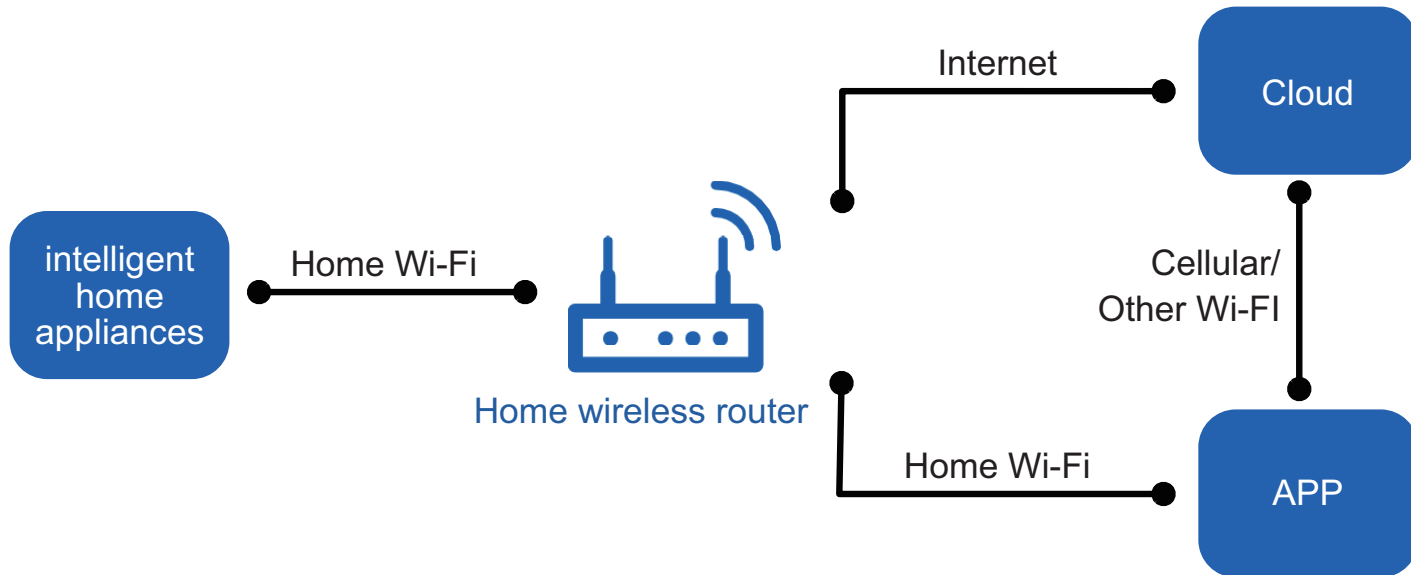 Internet
Cloud
intelligent
home
appliances
Home Wi-Fi
Cellular/
Other Wi-FI
Home wireless router
Home Wi-Fi
APP